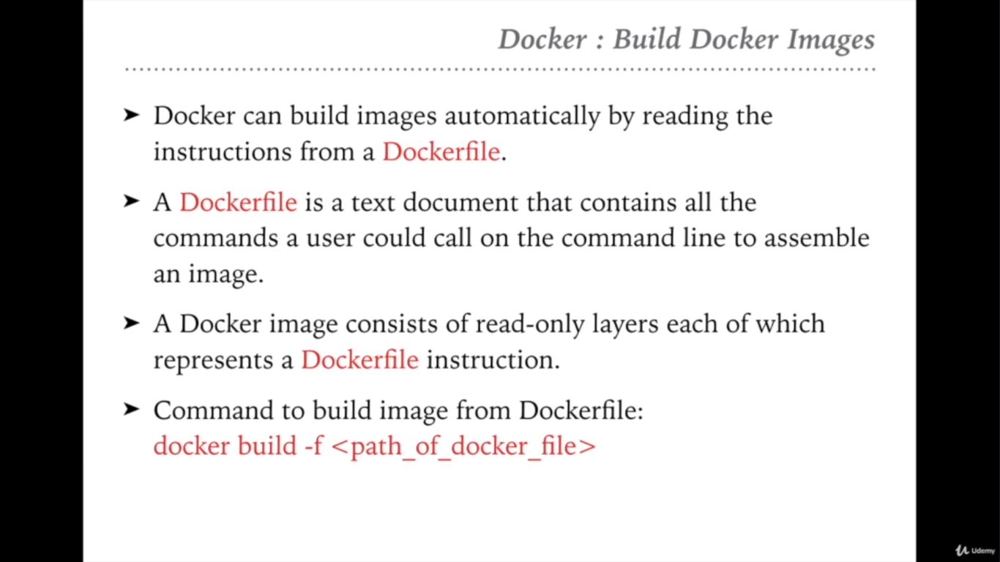 Docker : Build Docker Images
➤ Docker can build images automatically by reading the
instructions from a Dockerfile.
➤ A Dockerfile is a text document that contains all the
commands a user could call on the command line to assemble
an image.
➤ A Docker image consists of read-only layers each of which
represents a Dockerfile instruction.
➤ Command to build image from Dockerfile:
docker build -f <path_of_docker_file>
Udemy